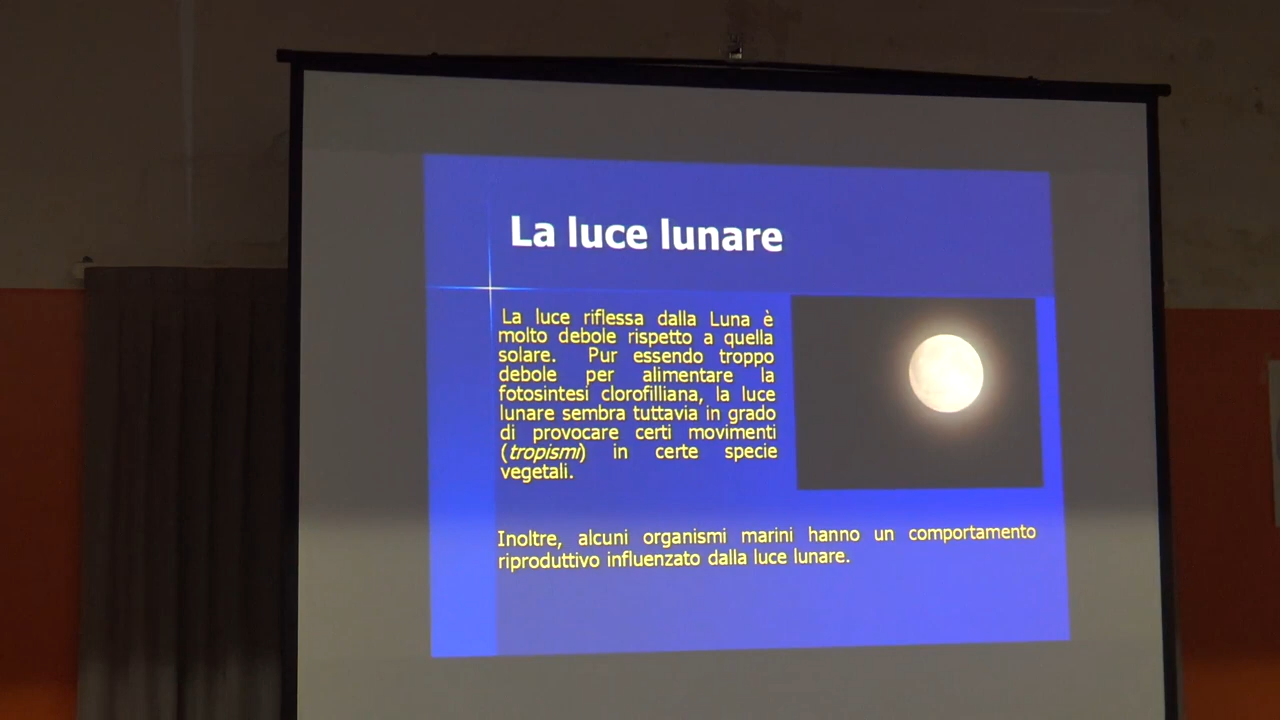 La luce lunare
La luce riflessa dalla Luna è
molto debole rispetto a quella
solare. Pur essendo troppo
debole per alimentare la
fotosintesi clorofilliana, la luce
lunare sembra tuttavia in grado
di provocare certi movimenti
(tropismi) in certe specie
vegetali.
Inoltre, alcuni organismi marini hanno un comportamento
riproduttivo influenzato dalla luce lunare.